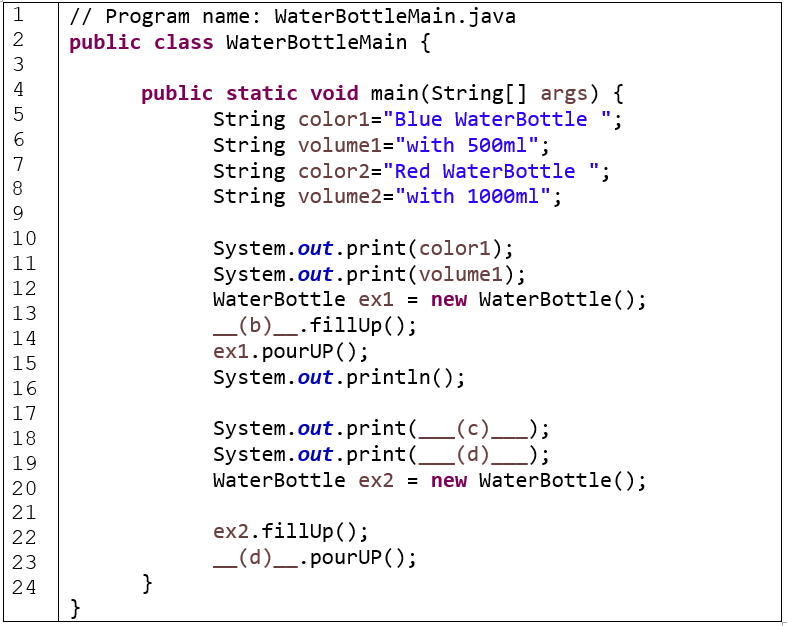 1 // Program name: WaterBottleMain.java
2 public class WaterBottleMain {
3
4 public static void main(String[] args) {
5 String color1="Blue WaterBottle ";
6 String volume1="with 500ml";
7 String color2="Red WaterBottle ";
8 String volume2="with 1000ml";
9
10 System.out.print(color1);
11 System.out.print(volume1);
12 WaterBottle ex1 = new WaterBottle();
13 __(b)__.fillUp();
14 ex1.pourUP();
15 System.out.println();
16
17 System.out.print(___(c)___);
18 System.out.print(___(d)___);
19 WaterBottle ex2 = new WaterBottle();
20
21 ex2.fillUp();
22 __(d)__.pourUP();
23 }
24 }